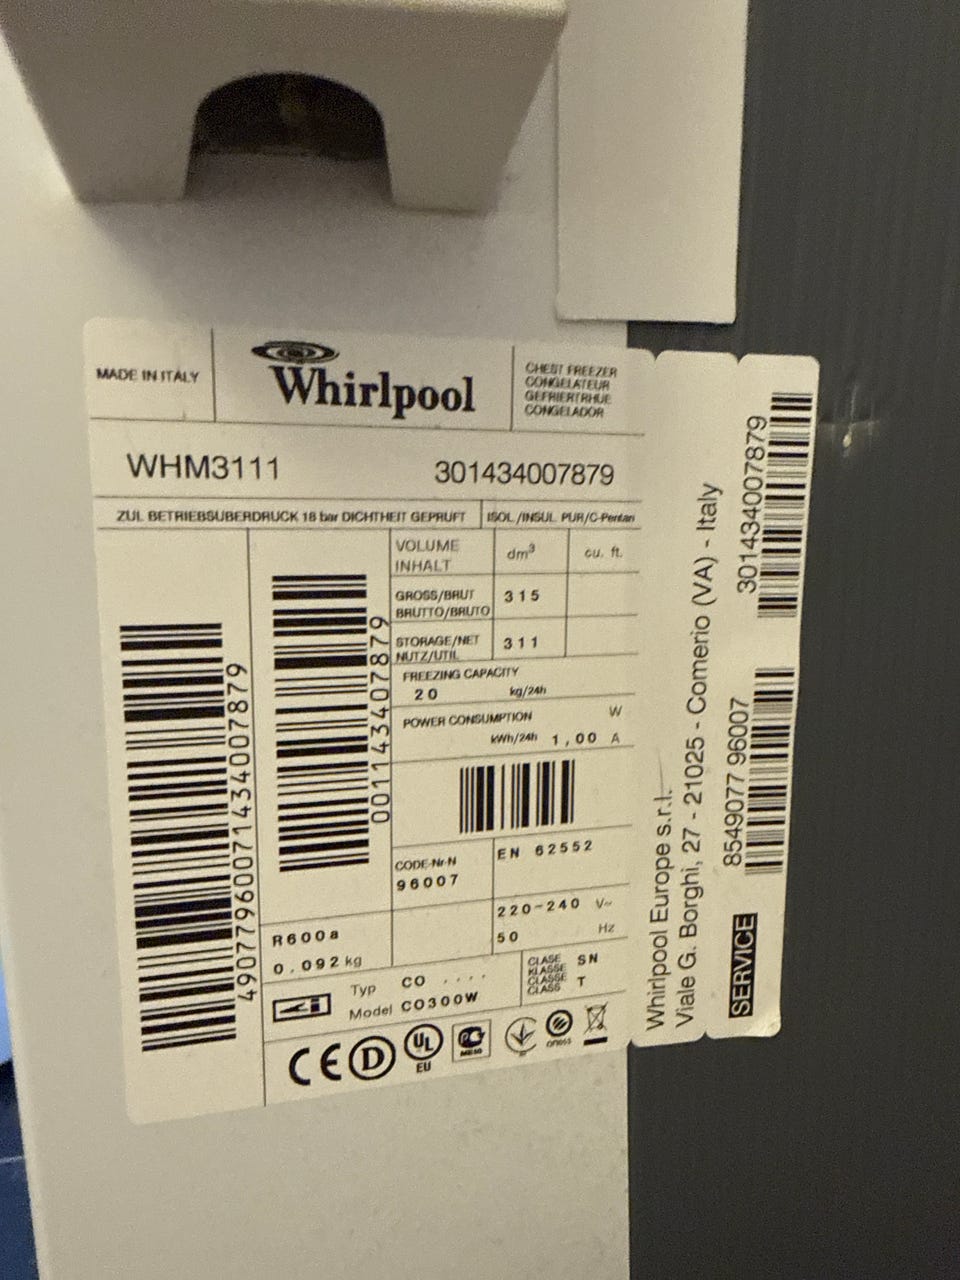 MADE IN ITALY
Whirlpool
CHEST FREEZER
CONGELATEUR
GEFRIERTRHUE
CONGELADOR
WHM3111
301434007879
ZUL BETRIEBSUBERDRUCK 18 bar DICHTHEIT GEPRUFT
ISOL/INSUL PUR/C-Pentan
VOLUME
INHALT
dm³
cu. ft.
GROSS/BRUT
BRUTTO/BRUTO
315
STORAGE/NET
NUTZ/UTIL
311
FREEZING CAPACITY
20 kg/24h
POWER CONSUMPTION W
kWh/24h 1,00 A
CODE-Nr-N
96007
EN 62552
220-240 V~
50 Hz
R600a
0.092 kg
Typ CO ....
Model CO300W
CLASE
KLASSE
CLASSE
CLASS
SN
T
CE
D
UL
EU
49077960071434007879
001143407879
Whirlpool Europe s.r.l.
Viale G. Borghi, 27 - 21025 - Comerio (VA) - Italy
301434007879
8549077 96007
SERVICE